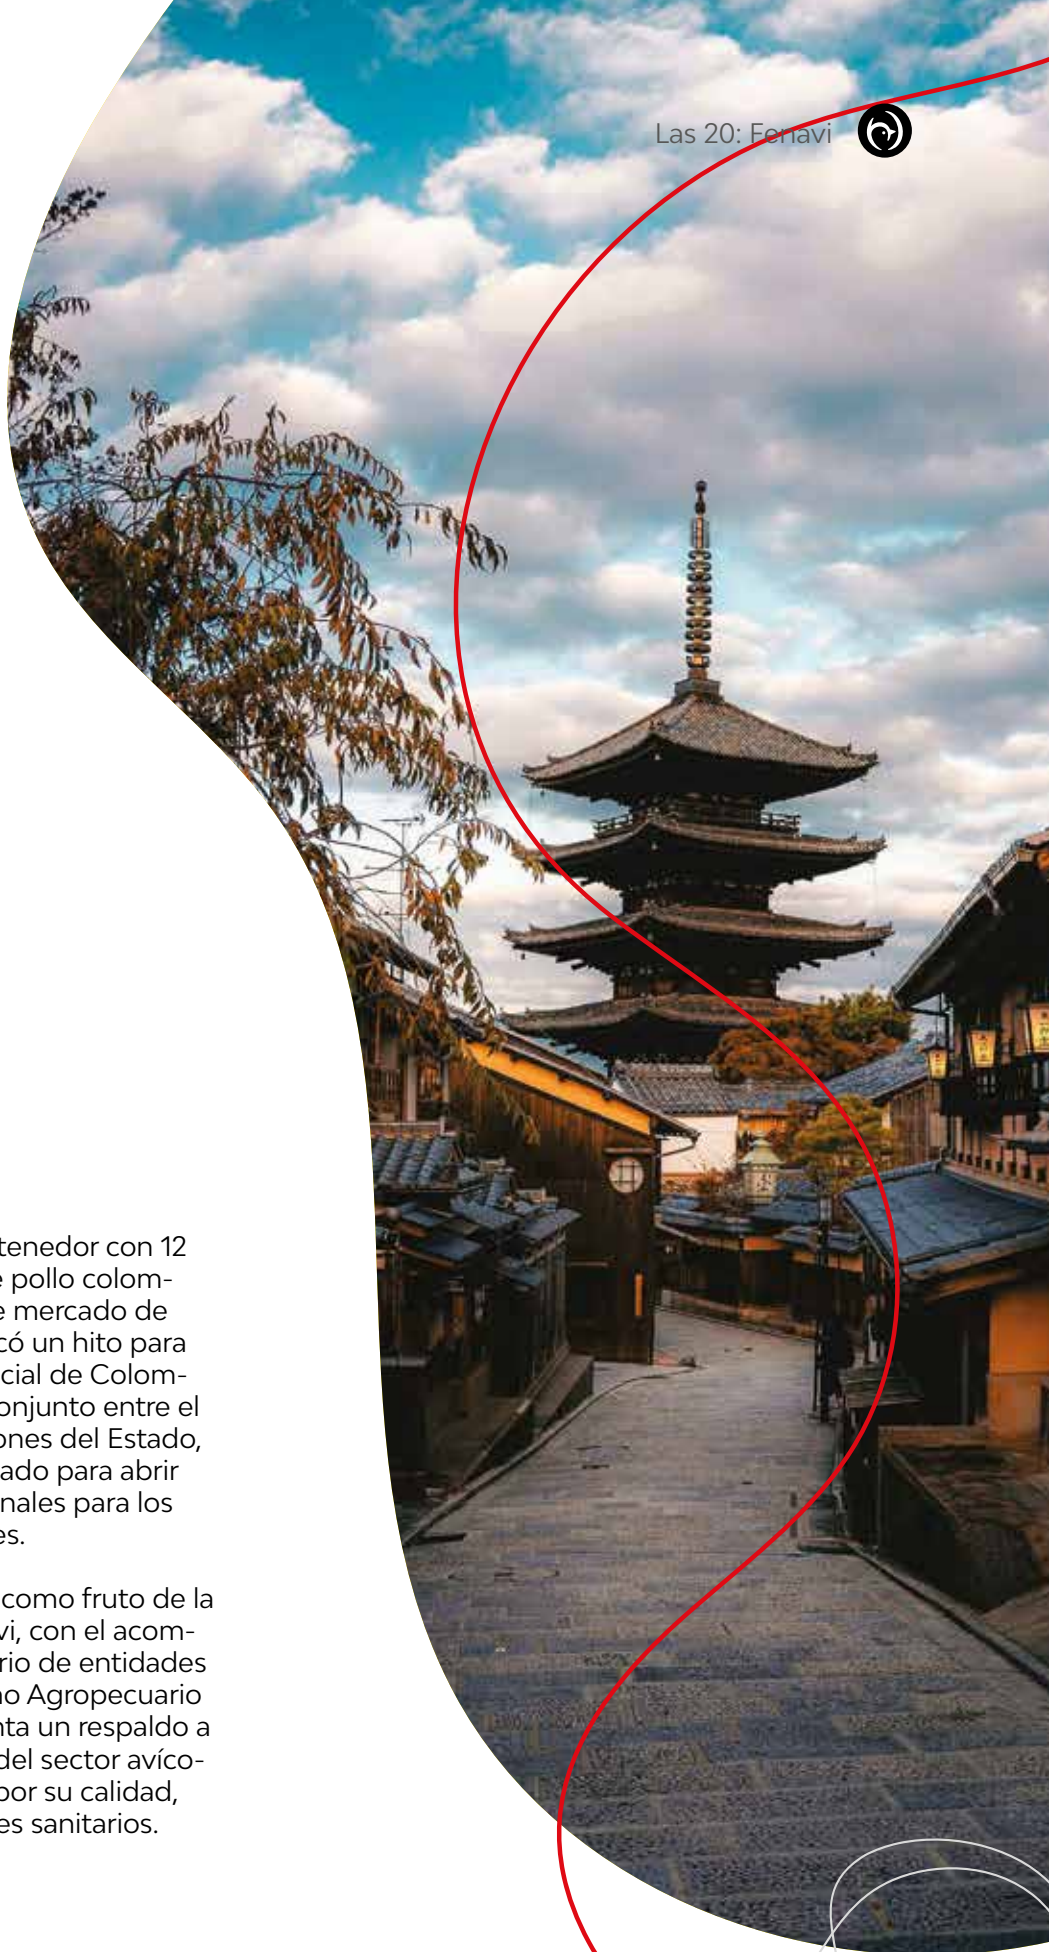 Las 20: Fenavi
tenedor con 12
e pollo colom-
e mercado de
có un hito para
cial de Colom-
onjunto entre el
ones del Estado,
ado para abrir
nales para los
es.
como fruto de la
vi, con el acom-
rio de entidades
no Agropecuario
nta un respaldo a
del sector avíco-
por su calidad,
es sanitarios.